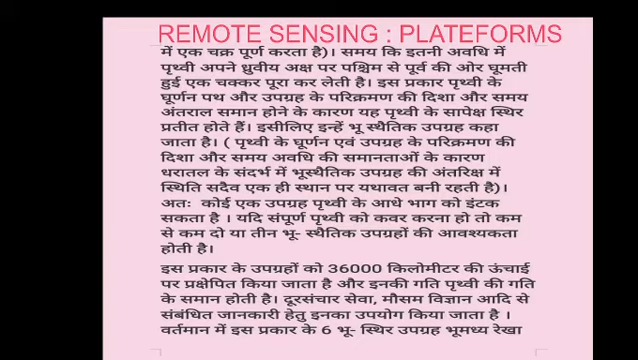 REMOTE SENSING : PLATEFORMS
में एक चक्र पूर्ण करता है)। समय कि इतनी अवधि में
पृथ्वी अपने ध्रुवीय अक्ष पर पश्चिम से पूर्व की ओर घूमती
हुई एक चक्कर पूरा कर लेती है। इस प्रकार पृथ्वी के
घूर्णन पथ और उपग्रह के परिक्रमण की दिशा और समय
अंतराल समान होने के कारण यह पृथ्वी के सापेक्ष स्थिर
प्रतीत होते हैं। इसीलिए इन्हें भू स्थैतिक उपग्रह कहा
जाता है। ( पृथ्वी के घूर्णन एवं उपग्रह के परिक्रमण की
दिशा और समय अवधि की समानताओं के कारण
धरातल के संदर्भ में भूस्थैतिक उपग्रह की अंतरिक्ष में
स्थिति सदैव एक ही स्थान पर यथावत बनी रहती है)।
अतः कोई एक उपग्रह पृथ्वी के आधे भाग को इंटक
सकता है । यदि संपूर्ण पृथ्वी को कवर करना हो तो कम
से कम दो या तीन भू- स्थैतिक उपग्रहों की आवश्यकता
होती है।
इस प्रकार के उपग्रहों को 36000 किलोमीटर की ऊंचाई
पर प्रक्षेपित किया जाता है और इनकी गति पृथ्वी की गति
के समान होती है। दूरसंचार सेवा, मौसम विज्ञान आदि से
संबंधित जानकारी हेतु इनका उपयोग किया जाता है ।
वर्तमान में इस प्रकार के 6 भू- स्थिर उपग्रह भूमध्य रेखा